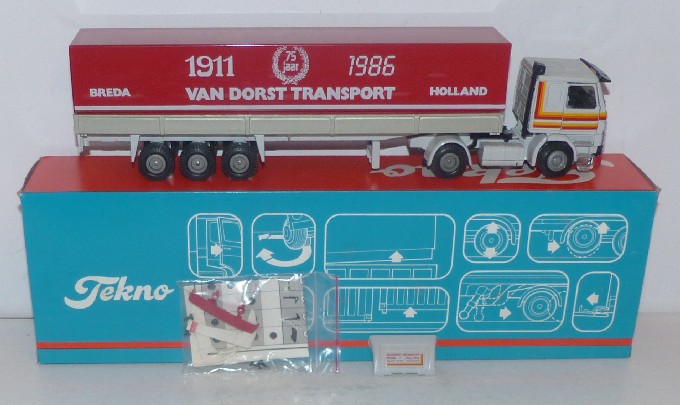 1911 75 jaar 1986
BREDA VAN DORST TRANSPORT HOLLAND
Tekno
Tekno